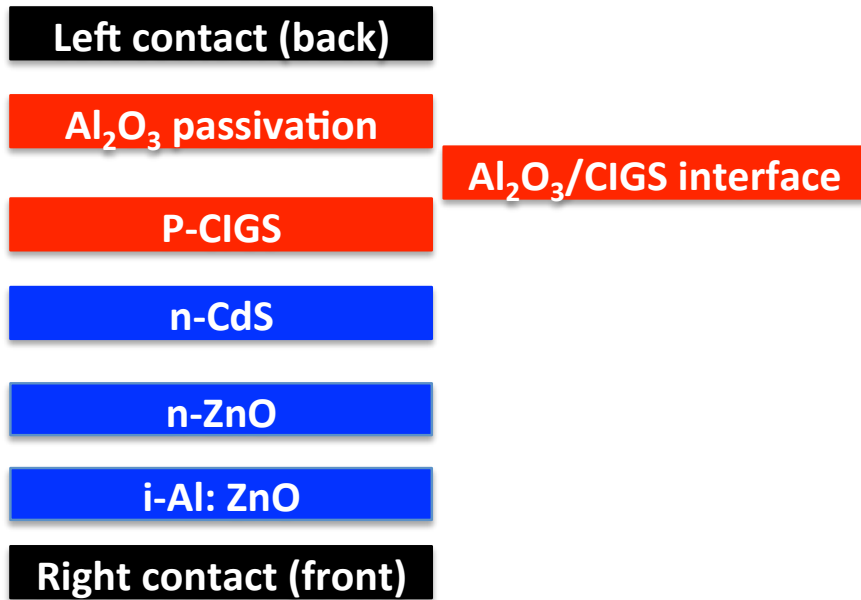 Left contact (back)
Al₂O₃ passivation
Al₂O₃/CIGS interface
P-CIGS
n-CdS
n-ZnO
i-Al: ZnO
Right contact (front)